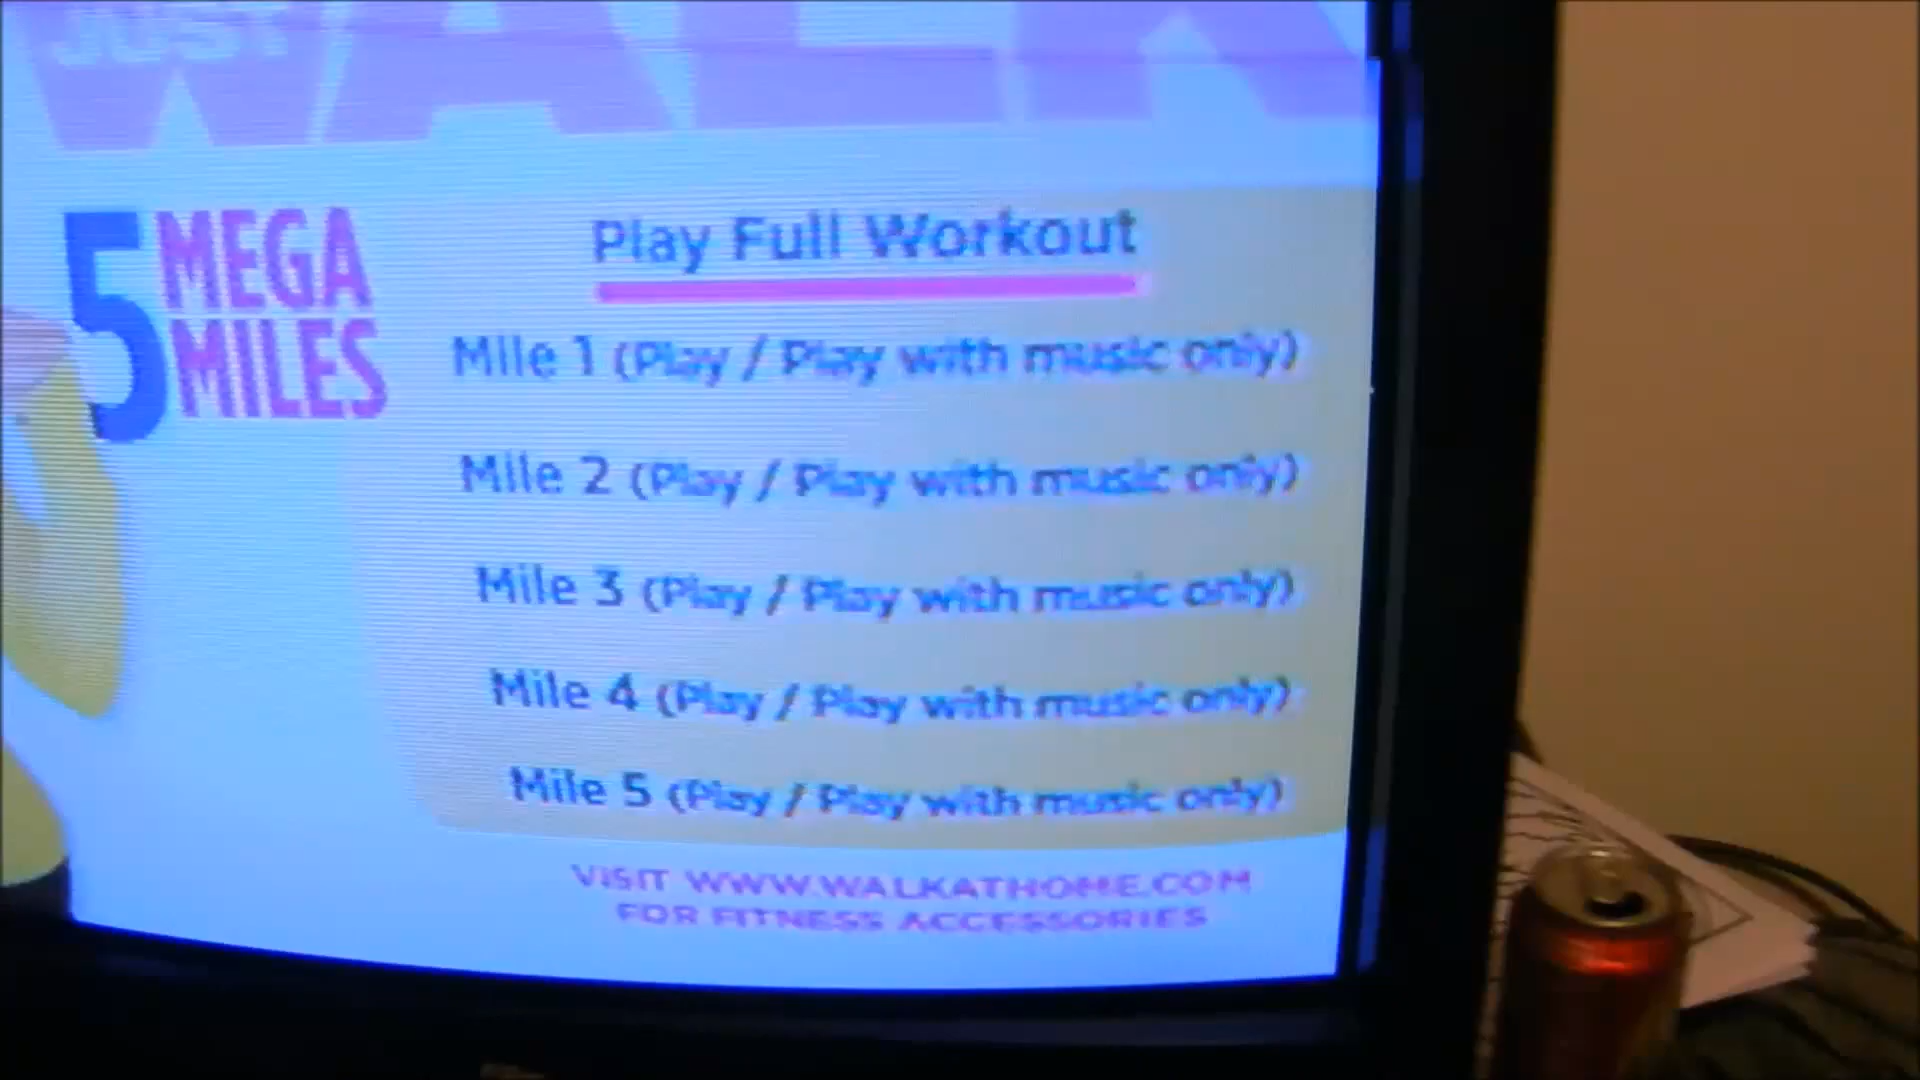 JUST
WALK
5 MEGA
MILES
Play Full Workout
Mile 1 (Play / Play with music only)
Mile 2 (Play / Play with music only)
Mile 3 (Play / Play with music only)
Mile 4 (Play / Play with music only)
Mile 5 (Play / Play with music only)
VISIT WWW.WALKATHOME.COM
FOR FITNESS ACCESSORIES